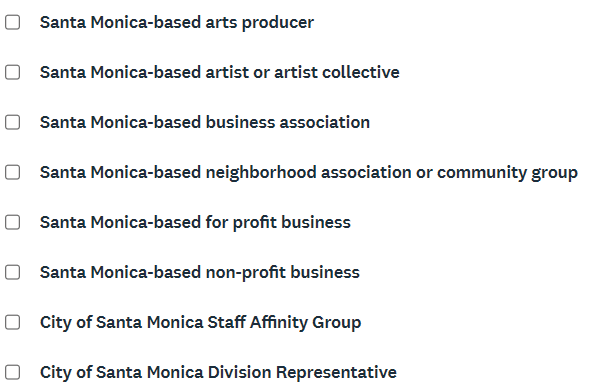 Santa Monica-based arts producer
Santa Monica-based artist or artist collective
Santa Monica-based business association
Santa Monica-based neighborhood association or community group
Santa Monica-based for profit business
Santa Monica-based non-profit business
City of Santa Monica Staff Affinity Group
City of Santa Monica Division Representative